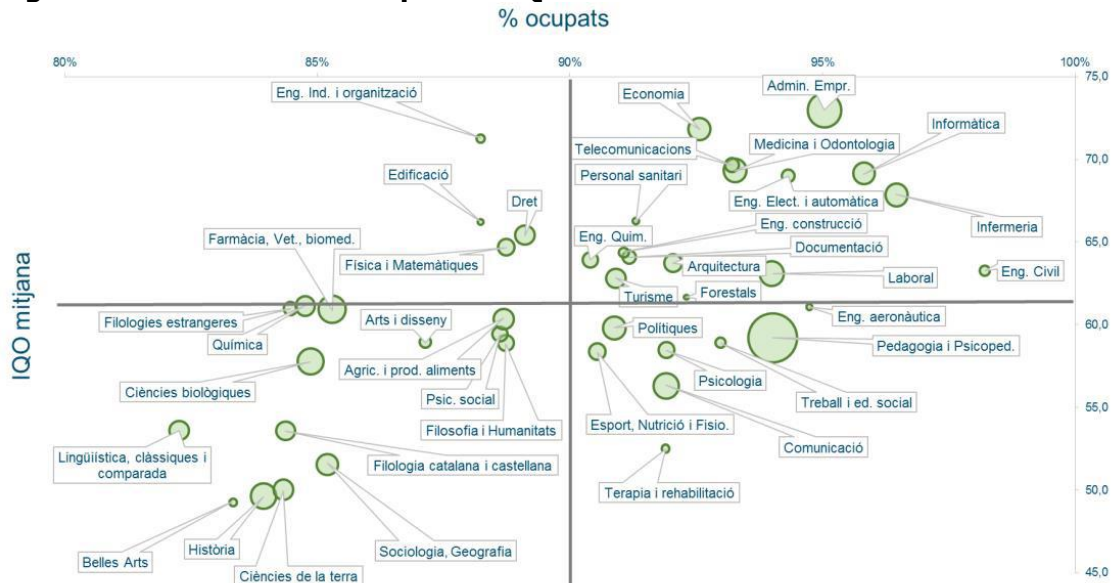 % ocupats
80%
85%
90%
95%
100%
75,0
Admin. Empr.
Eng. Ind. i organització
Economia
Informàtica
Telecomunicacions
Medicina i Odontologia
70,0
Edificació
Personal sanitari
Dret
Eng. Elect. i automàtica
Eng. construcció
Infermeria
Farmàcia, Vet., biomed.
Eng. Quim.
Documentació
65,0
Física i Matemàtiques
Arquitectura
Laboral
Eng. Civil
Turisme
Forestals
IQO mitjana
Filologies estrangeres
Arts i disseny
Polítiques
Eng. aeronàutica
60,0
Química
Pedagogia i Psicoped.
Agric. i prod. aliments
Psicologia
Ciències biològiques
Psic. social
Treball i ed. social
Esport, Nutrició i Fisio.
55,0
Filosofia i Humanitats
Comunicació
Lingüiística, clàssiques i
comparada
Filologia catalana i castellana
Terapia i rehabilitació
50,0
Història
Sociologia, Geografia
Belles Arts
Ciències de la terra
45,0